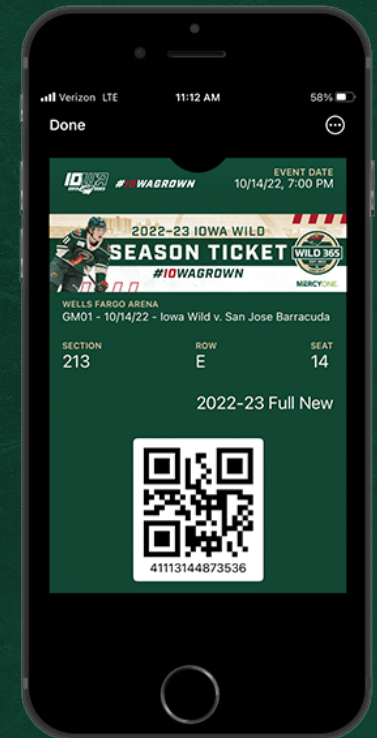 Verizon LTE 11:12 AM 58%
Done
IOWA #IOWAGROWN
EVENT DATE
10/14/22, 7:00 PM
2022-23 IOWA WILD
SEASON TICKET
#IOWAGROWN
WILD 365
MERCYONE
WELLS FARGO ARENA
GM01 - 10/14/22 - Iowa Wild v. San Jose Barracuda
SECTION ROW SEAT
213 E 14
2022-23 Full New
41113144873536